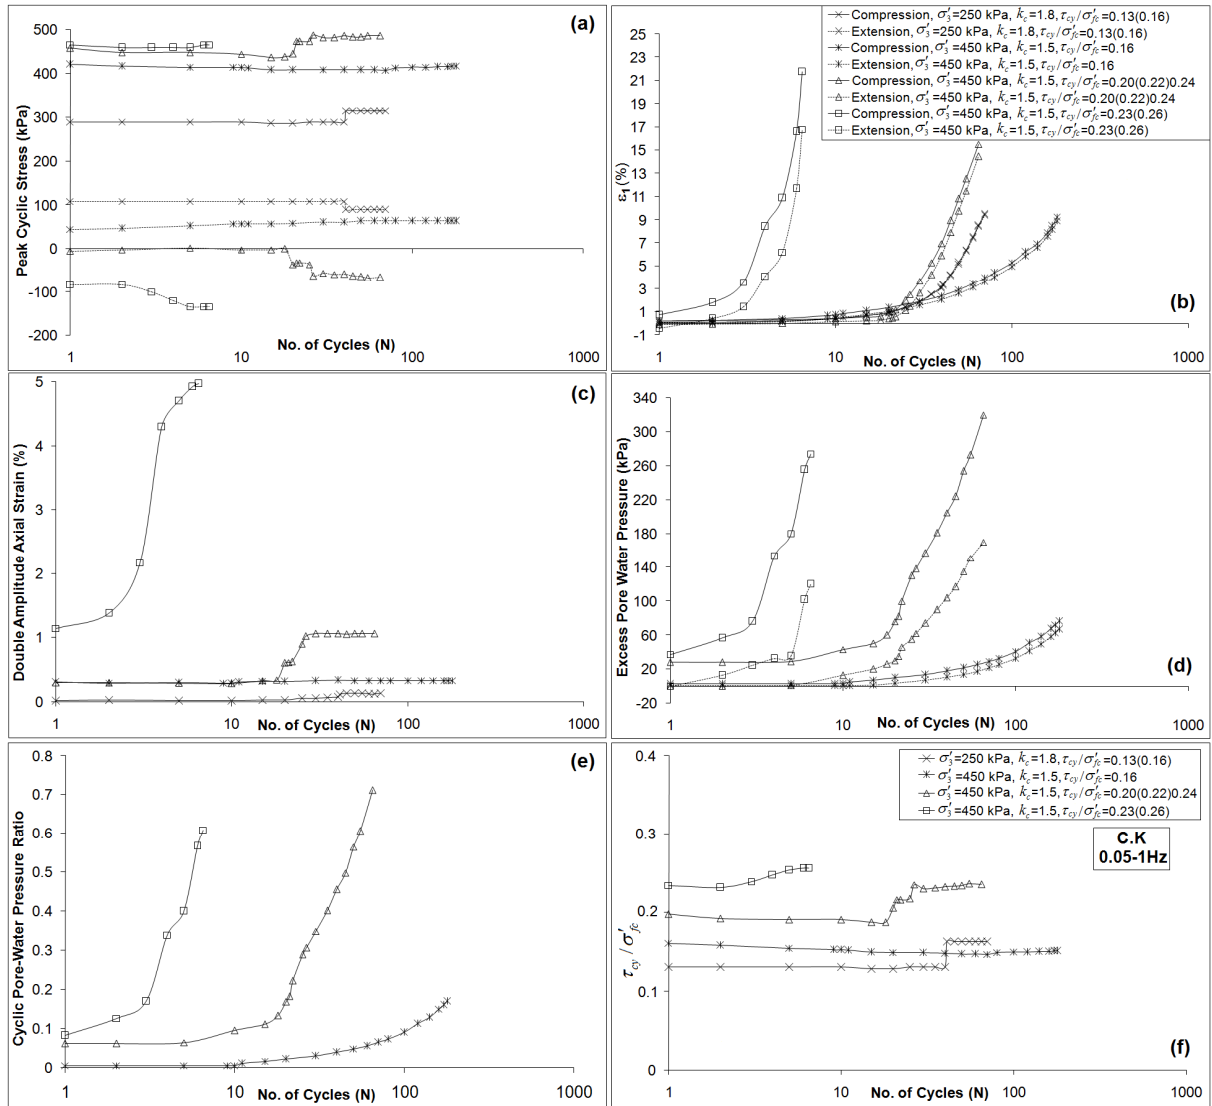 (a)
Peak Cyclic Stress (kPa)
500
400
300
200
100
0
-100
-200
1
10
100
1000
No. of Cycles (N)
Compression, σ′3=250 kPa, kc=1.8, τcy/σ′fc=0.13(0.16)
Extension, σ′3=250 kPa, kc=1.8, τcy/σ′fc=0.13(0.16)
Compression, σ′3=450 kPa, kc=1.5, τcy/σ′fc=0.16
Extension, σ′3=450 kPa, kc=1.5, τcy/σ′fc=0.16
Compression, σ′3=450 kPa, kc=1.5, τcy/σ′fc=0.20(0.22)0.24
Extension, σ′3=450 kPa, kc=1.5, τcy/σ′fc=0.20(0.22)0.24
Compression, σ′3=450 kPa, kc=1.5, τcy/σ′fc=0.23(0.26)
Extension, σ′3=450 kPa, kc=1.5, τcy/σ′fc=0.23(0.26)
ε1(%)
25
23
21
19
17
15
13
11
9
7
5
3
1
-1
(b)
1
10
100
1000
No. of Cycles (N)
(c)
Double Amplitude Axial Strain (%)
5
4
3
2
1
0
1
10
100
1000
No. of Cycles (N)
Excess Pore Water Pressure (kPa)
340
300
260
220
180
140
100
60
20
-20
(d)
1
10
100
1000
No. of Cycles (N)
(e)
Cyclic Pore-Water Pressure Ratio
0.8
0.7
0.6
0.5
0.4
0.3
0.2
0.1
0
1
10
100
1000
No. of Cycles (N)
σ′3=250 kPa, kc=1.8, τcy/σ′fc=0.13(0.16)
σ′3=450 kPa, kc=1.5, τcy/σ′fc=0.16
σ′3=450 kPa, kc=1.5, τcy/σ′fc=0.20(0.22)0.24
σ′3=450 kPa, kc=1.5, τcy/σ′fc=0.23(0.26)
C.K
0.05-1Hz
τcy / σ′fc
0.4
0.3
0.2
0.1
0
(f)
1
10
100
1000
No. of Cycles (N)